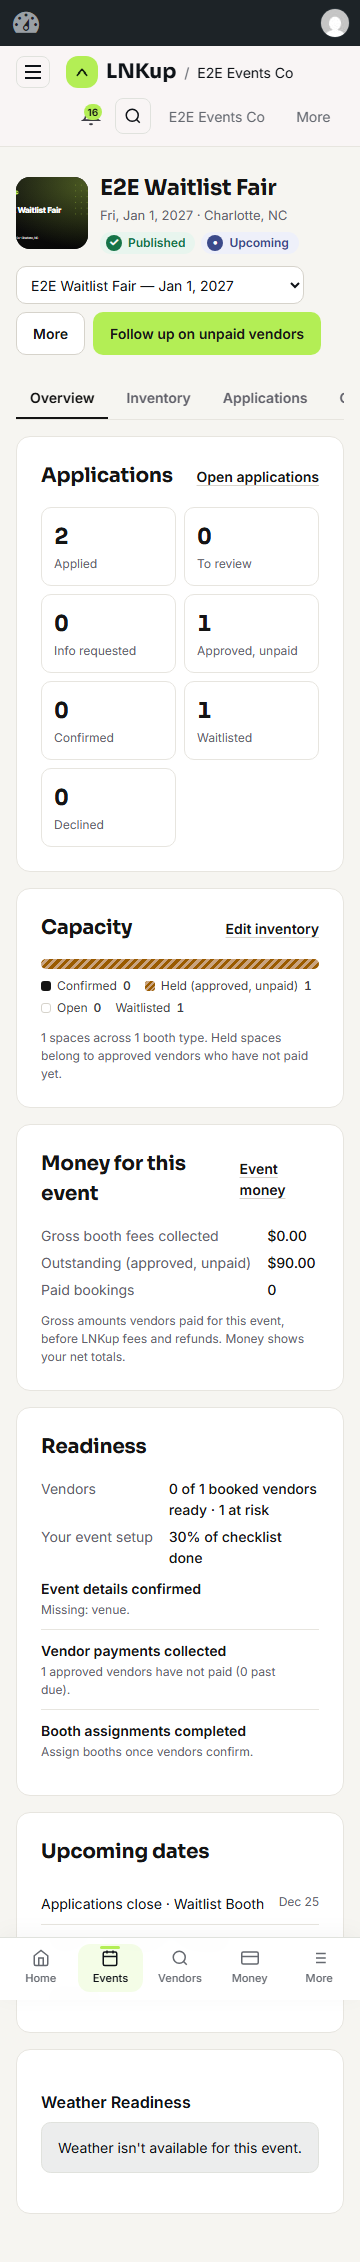 LNKup / E2E Events Co
16
E2E Events Co
More
Waitlist Fair
E2E Waitlist Fair
Fri, Jan 1, 2027 · Charlotte, NC
Published
Upcoming
E2E Waitlist Fair — Jan 1, 2027
More
Follow up on unpaid vendors
Overview
Inventory
Applications
Applications
Open applications
2
Applied
0
To review
0
Info requested
1
Approved, unpaid
0
Confirmed
1
Waitlisted
0
Declined
Capacity
Edit inventory
Confirmed 0
Held (approved, unpaid) 1
Open 0
Waitlisted 1
1 spaces across 1 booth type. Held spaces
belong to approved vendors who have not paid
yet.
Money for this
event
Event
money
Gross booth fees collected $0.00
Outstanding (approved, unpaid) $90.00
Paid bookings 0
Gross amounts vendors paid for this event,
before LNKup fees and refunds. Money shows
your net totals.
Readiness
Vendors
0 of 1 booked vendors
ready · 1 at risk
Your event setup
30% of checklist
done
Event details confirmed
Missing: venue.
Vendor payments collected
1 approved vendors have not paid (0 past
due).
Booth assignments completed
Assign booths once vendors confirm.
Upcoming dates
Applications close · Waitlist Booth Dec 25
Home
Events
Vendors
Money
More
Weather Readiness
Weather isn't available for this event.